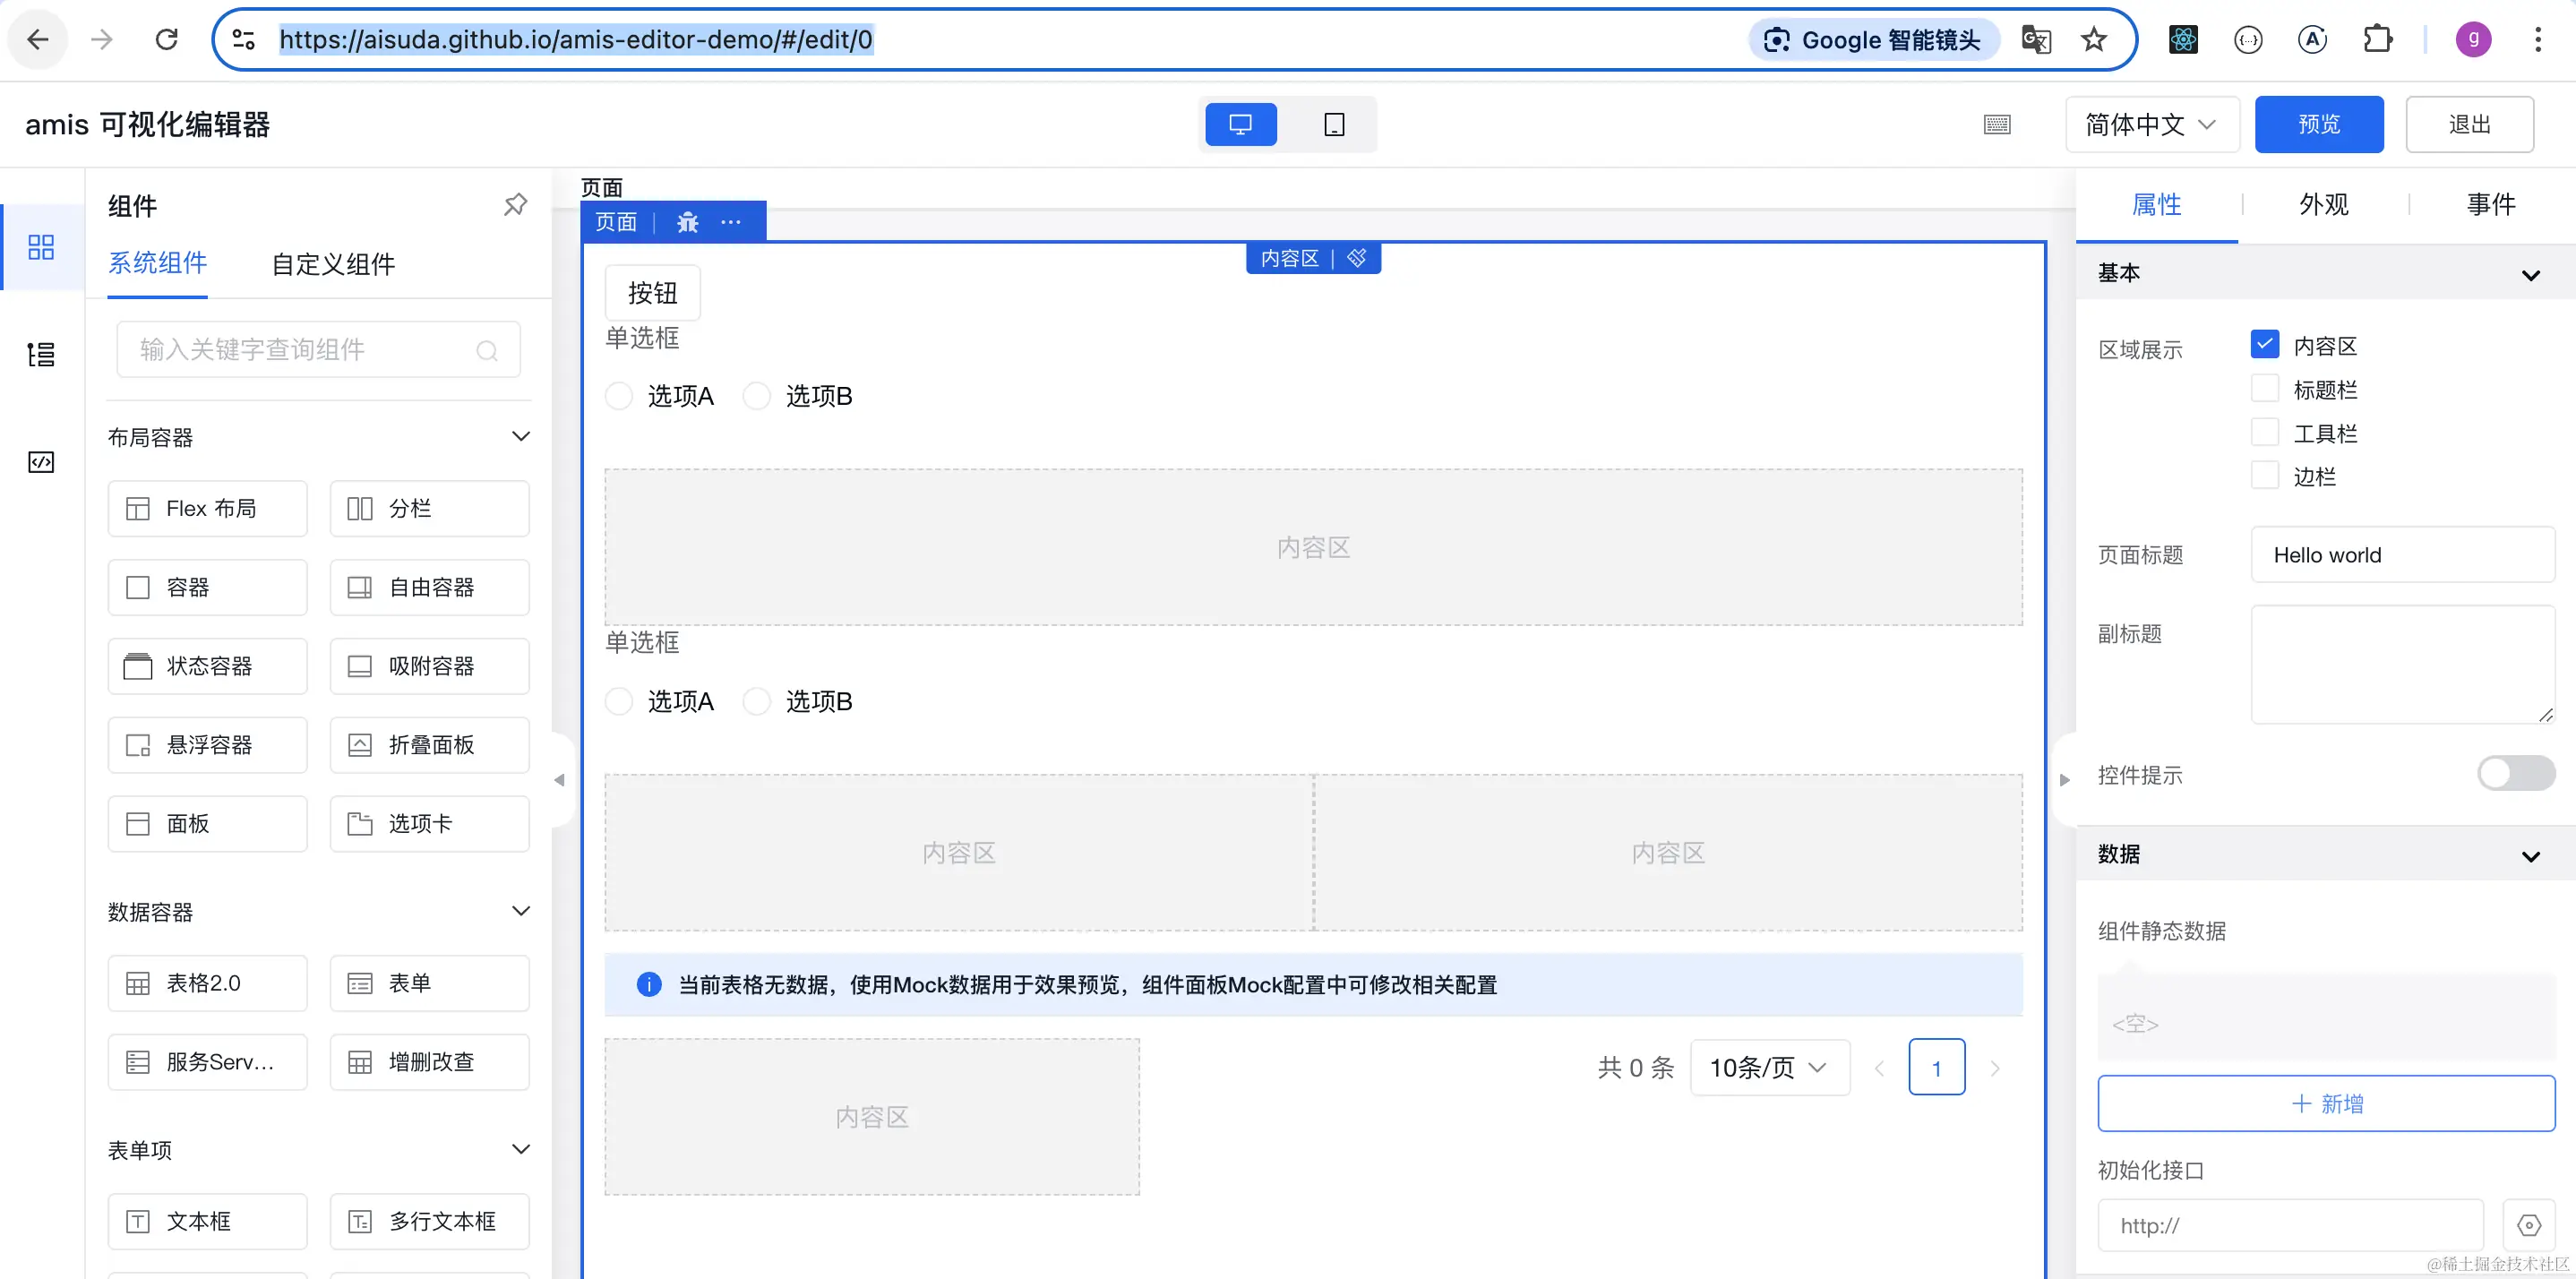 https://aisuda.github.io/amis-editor-demo/#/edit/0
Google 智能镜头
g
amis 可视化编辑器
简体中文
预览
退出
组件
系统组件
自定义组件
输入关键字查询组件
布局容器
Flex 布局
分栏
容器
自由容器
状态容器
吸附容器
悬浮容器
折叠面板
面板
选项卡
数据容器
表格2.0
表单
服务Serv...
增删改查
表单项
文本框
多行文本框
页面
页面
内容区
按钮
单选框
选项A 选项B
内容区
单选框
选项A 选项B
内容区
内容区
当前表格无数据，使用Mock数据用于效果预览，组件面板Mock配置中可修改相关配置
内容区
共 0 条
10条/页
1
属性
外观
事件
基本
区域展示
内容区
标题栏
工具栏
边栏
页面标题
Hello world
副标题
控件提示
数据
组件静态数据
<空>
新增
初始化接口
http://
@稀土掘金技术社区